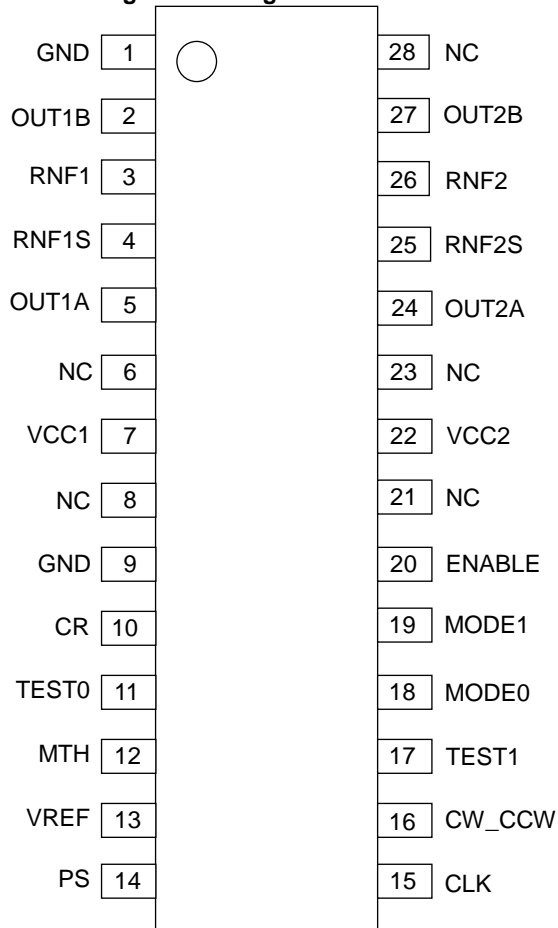 GND 1 28 NC
OUT1B 2 27 OUT2B
RNF1 3 26 RNF2
RNF1S 4 25 RNF2S
OUT1A 5 24 OUT2A
NC 6 23 NC
VCC1 7 22 VCC2
NC 8 21 NC
GND 9 20 ENABLE
CR 10 19 MODE1
TEST0 11 18 MODE0
MTH 12 17 TEST1
VREF 13 16 CW_CCW
PS 14 15 CLK